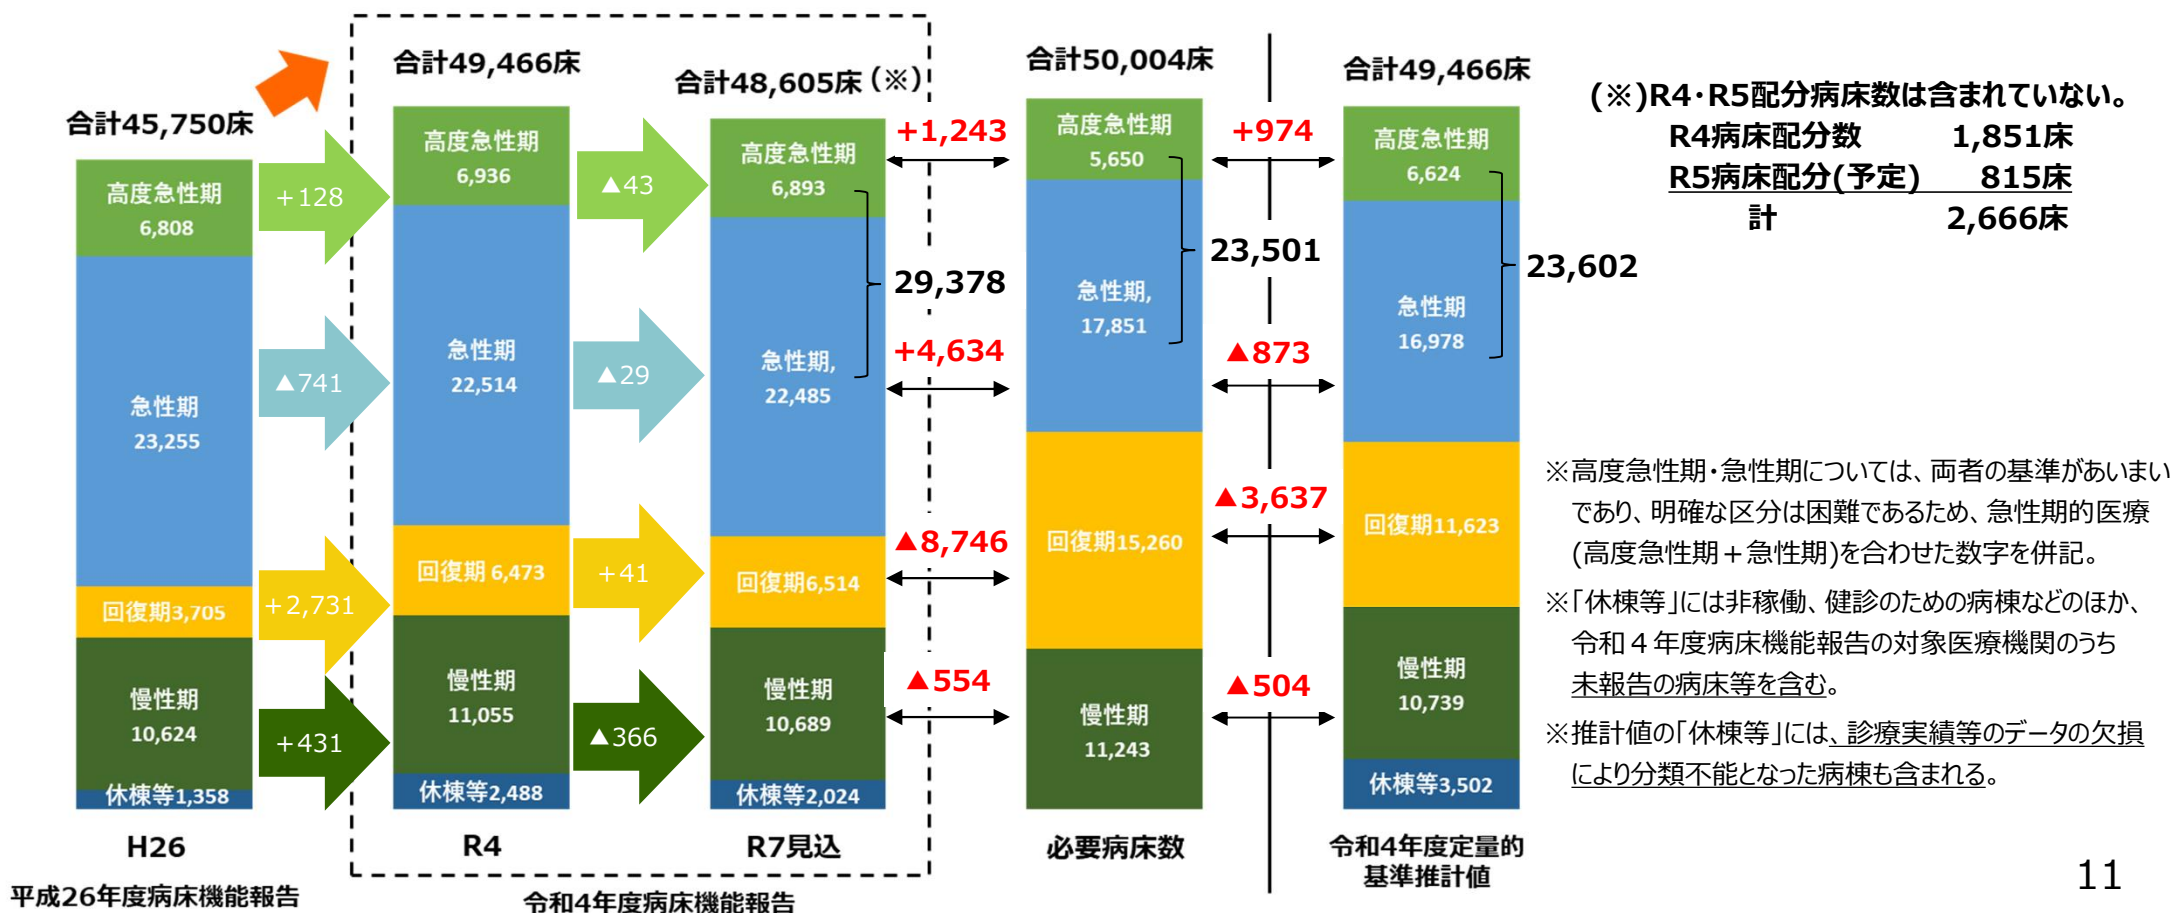 合計45,750床
高度急性期
6,808
急性期
23,255
回復期3,705
慢性期
10,624
休棟等1,358
H26
平成26年度病床機能報告
+128
▲741
+2,731
+431
合計49,466床
高度急性期
6,936
急性期
22,514
回復期 6,473
慢性期
11,055
休棟等2,488
R4
▲43
▲29
+41
▲366
合計48,605床(※)
高度急性期
6,893
急性期,
22,485
回復期6,514
慢性期
10,689
休棟等2,024
R7見込
令和4年度病床機能報告
29,378
+1,243
+4,634
▲8,746
▲554
合計50,004床
高度急性期
5,650
急性期,
17,851
回復期15,260
慢性期
11,243
必要病床数
23,501
+974
▲873
▲3,637
▲504
合計49,466床
高度急性期
6,624
急性期
16,978
回復期11,623
慢性期
10,739
休棟等3,502
令和4年度定量的
基準推計値
23,602
(※)R4・R5配分病床数は含まれていない。
R4病床配分数 1,851床
R5病床配分(予定) 815床
計 2,666床
※高度急性期・急性期については、両者の基準があいまい
であり、明確な区分は困難であるため、急性期的医療
(高度急性期+急性期)を合わせた数字を併記。
※「休棟等」には非稼働、健診のための病棟などのほか、
令和4年度病床機能報告の対象医療機関のうち
未報告の病床等を含む。
※推計値の「休棟等」には、診療実績等のデータの欠損
により分類不能となった病棟も含まれる。
11